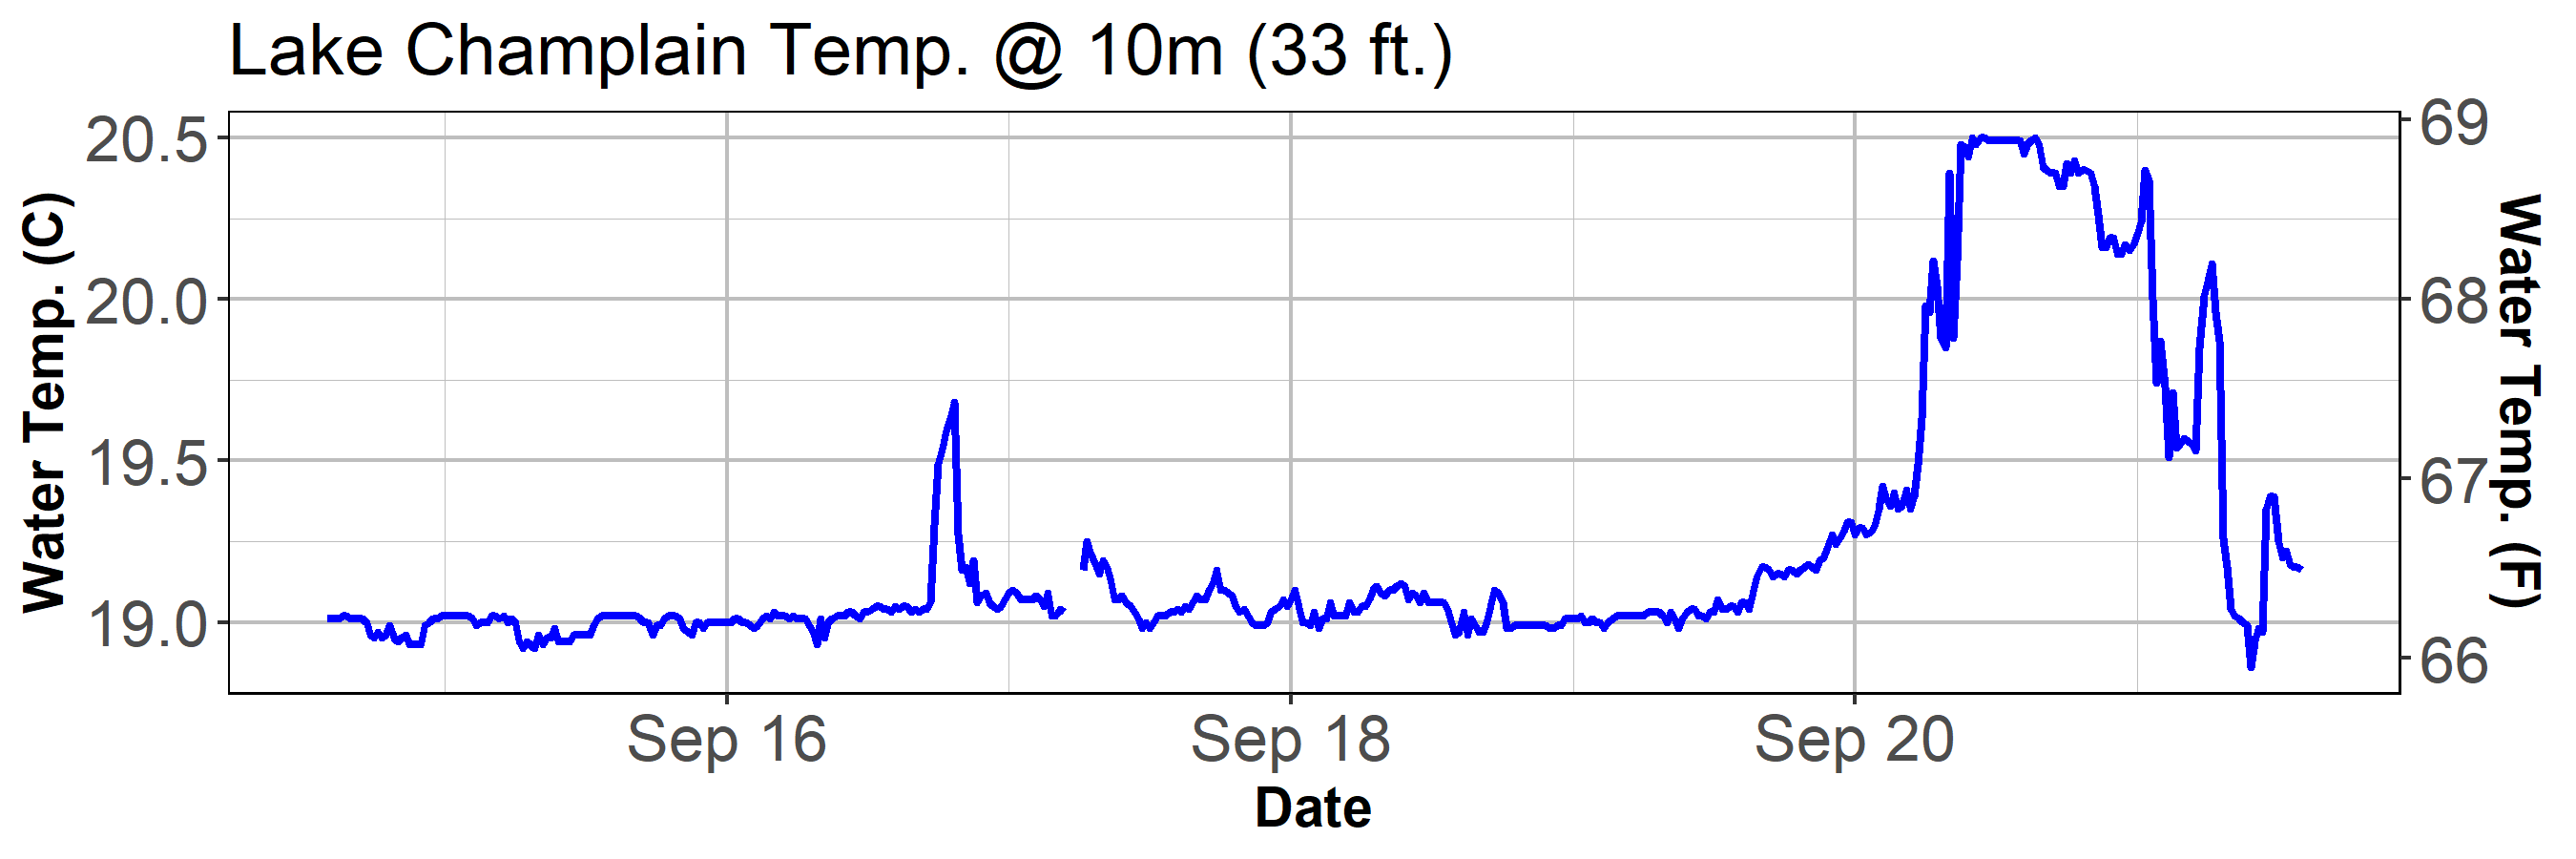 Lake Champlain Temp. @ 10m (33 ft.)
Water Temp. (C)
20.5
20.0
19.5
19.0
69
68
67
66
Water Temp. (F)
Sep 16
Sep 18
Sep 20
Date